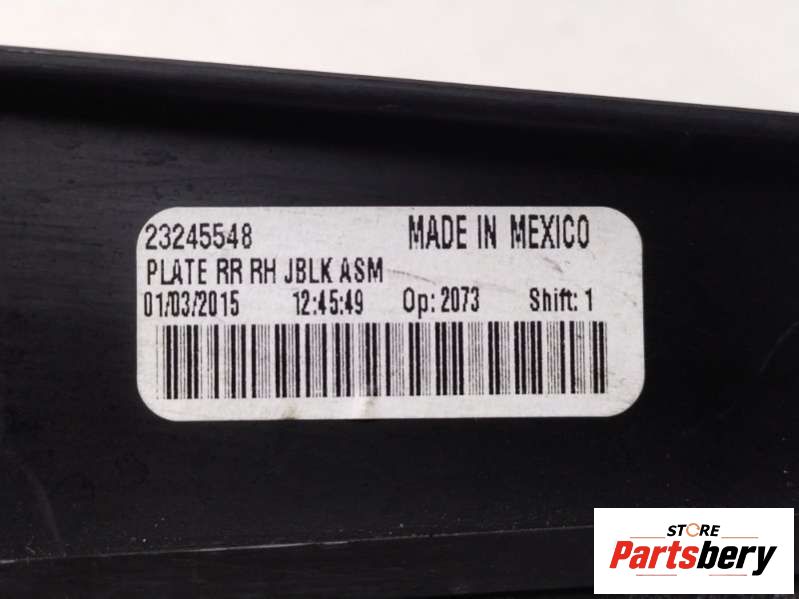 23245548 MADE IN MEXICO
PLATE RR RH JBLK ASM
01/03/2015 12:45:49 Op: 2073 Shift: 1
STORE
Partsbery